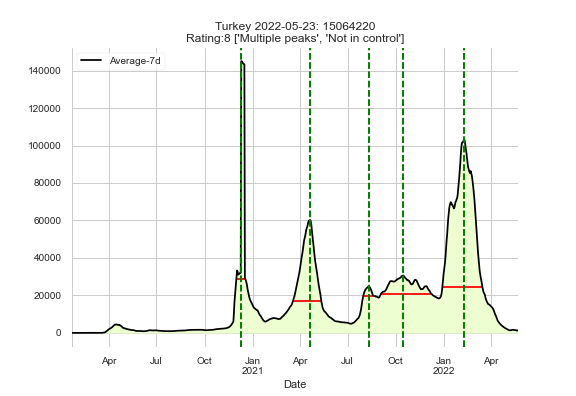 Turkey 2022-05-23: 15064220
Rating:8 ['Multiple peaks', 'Not in control']
Average-7d
140000
120000
100000
80000
60000
40000
20000
0
Apr Jul Oct Jan Apr Jul Oct Jan Apr
2021 2022
Date